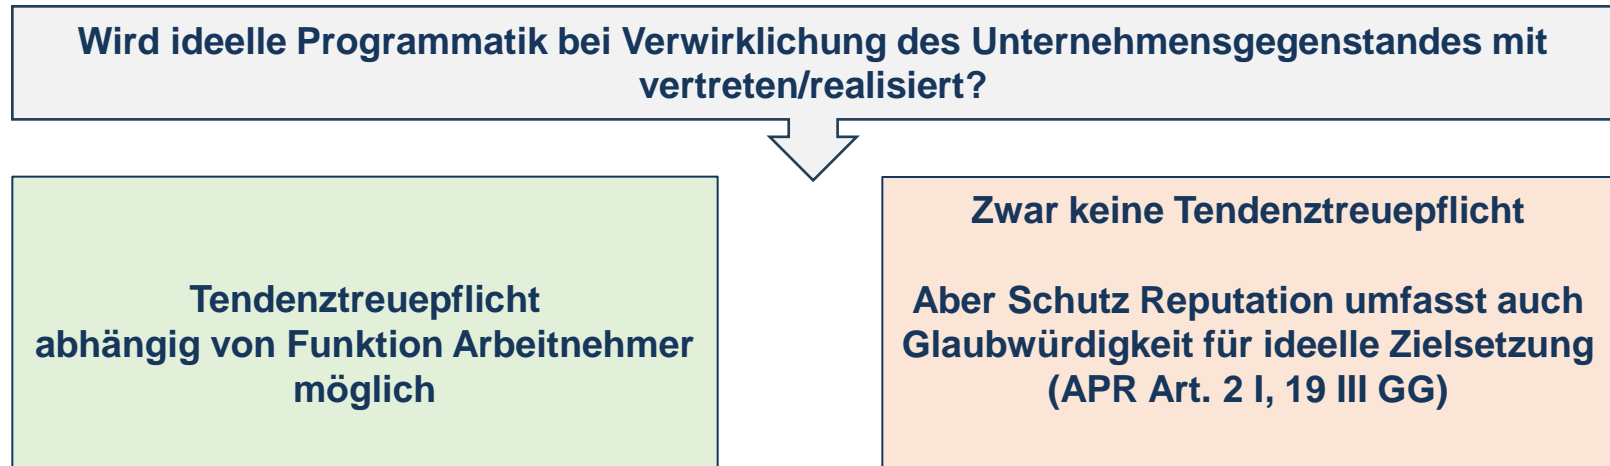 Wird ideelle Programmatik bei Verwirklichung des Unternehmensgegenstandes mit
vertreten/realisiert?
Tendenztreuepflicht
abhängig von Funktion Arbeitnehmer
möglich
Zwar keine Tendenztreuepflicht
Aber Schutz Reputation umfasst auch
Glaubwürdigkeit für ideelle Zielsetzung
(APR Art. 2 I, 19 III GG)